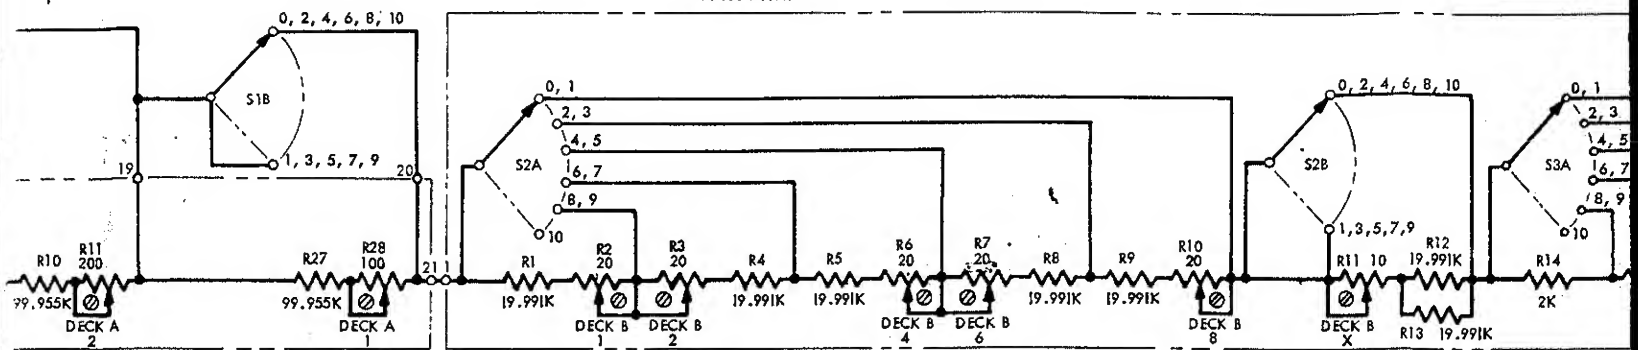 0, 2, 4, 6, 8, 10
S1B
1, 3, 5, 7, 9
19
20
R10
99.955K
R11
200
DECK A
2
R27
99.955K
R28
100
DECK A
1
21
1
0, 1
2, 3
4, 5
6, 7
8, 9
10
S2A
R1
19.991K
R2
20
DECK B
1
R3
20
DECK B
2
R4
19.991K
R5
19.991K
R6
20
DECK B
4
R7
20
DECK B
6
R8
19.991K
R9
19.991K
R10
20
DECK B
8
0, 2, 4, 6, 8, 10
S2B
1, 3, 5, 7, 9
R11 10
DECK B
X
R12
19.991K
R13 19.991K
0, 1
2, 3
4, 5
6, 7
8, 9
10
S3A
R14
2K